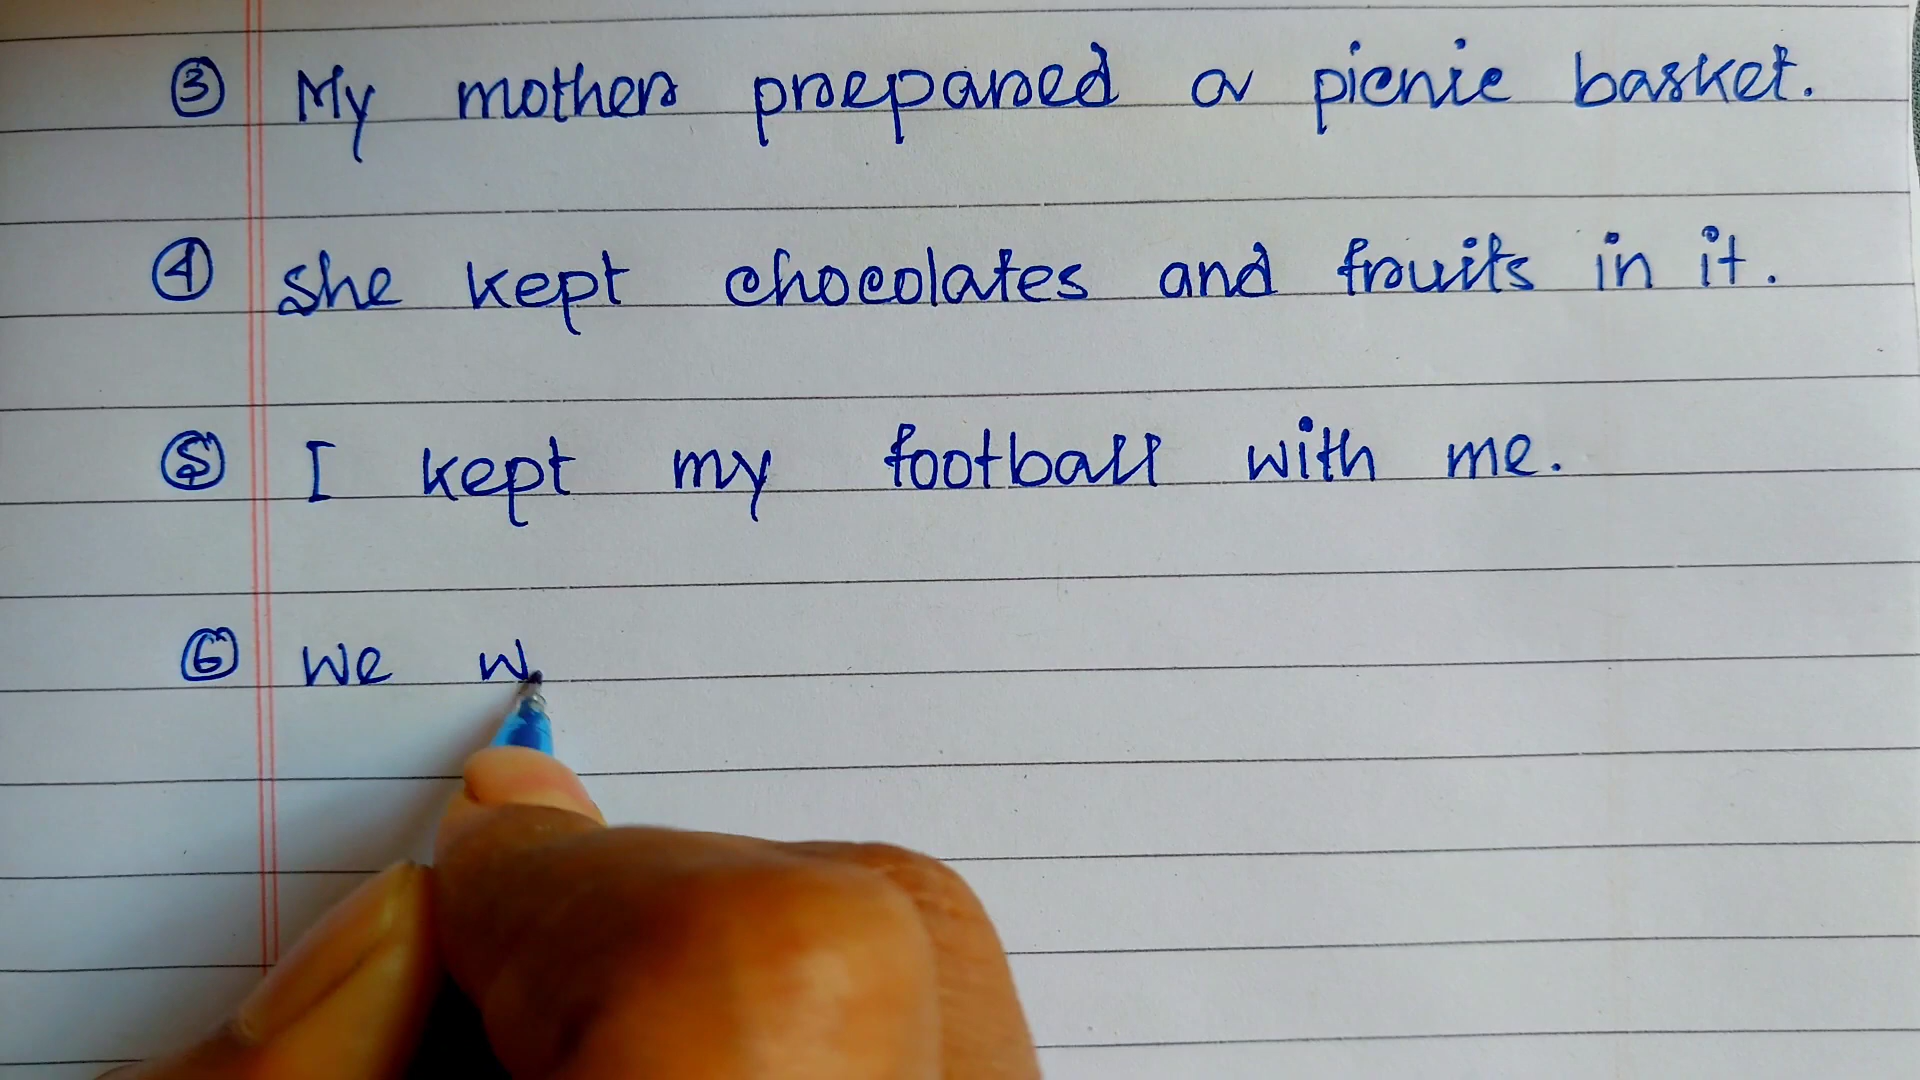 ③ My mother prepared a picnic basket.
④ She kept chocolates and fruits in it.
⑤ I kept my football with me.
⑥ We w